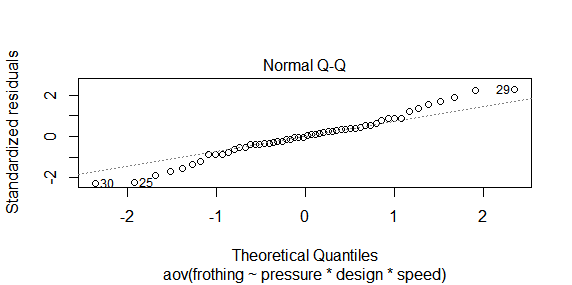 Normal Q-Q
Standardized residuals
2
0
-2
29
30
25
-2
-1
0
1
2
Theoretical Quantiles
aov(frothing ~ pressure * design * speed)